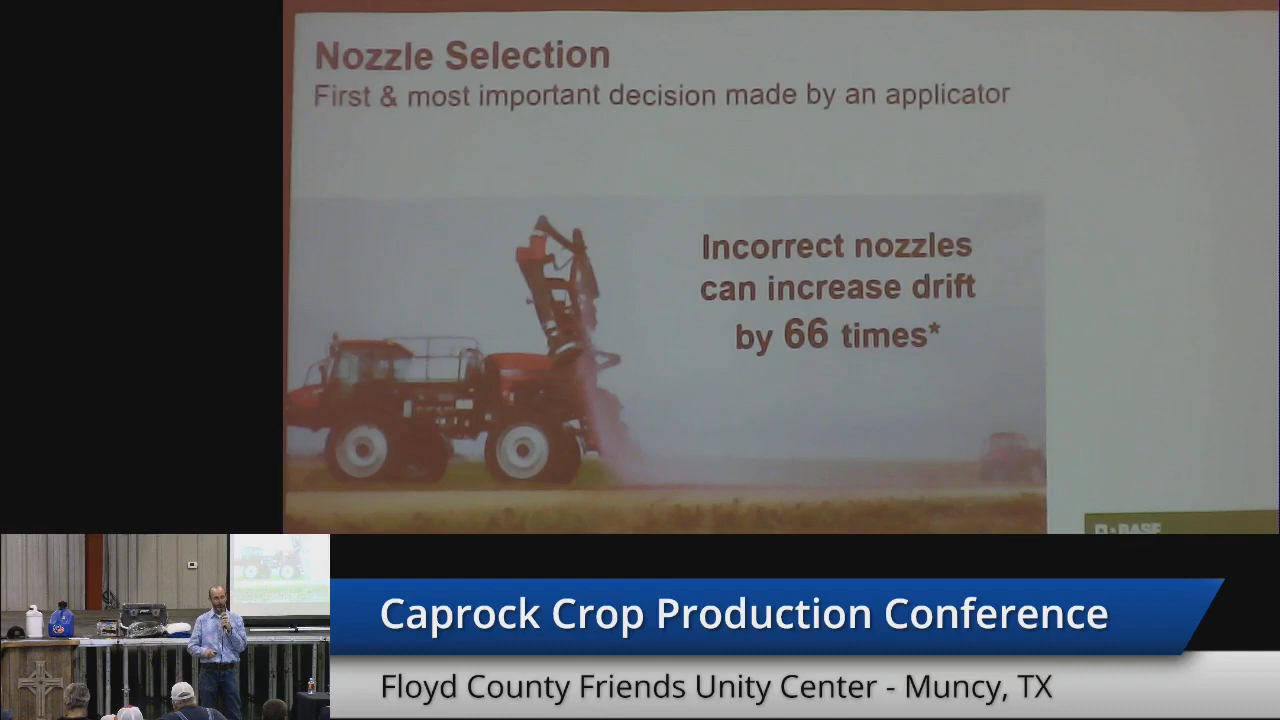 Nozzle Selection
First & most important decision made by an applicator
Incorrect nozzles
can increase drift
by 66 times*
BASF
Caprock Crop Production Conference
Floyd County Friends Unity Center - Muncy, TX